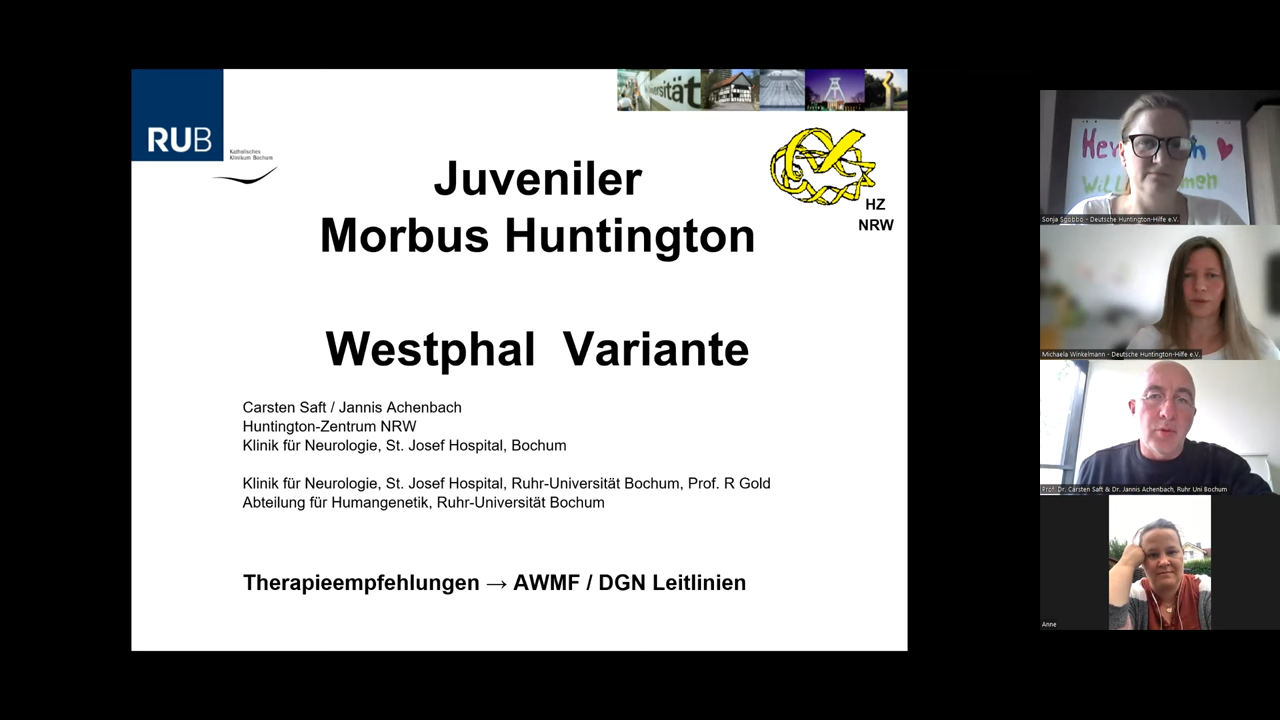 RUB
Katholisches
Klinikum Bochum
HZ
NRW
Juveniler
Morbus Huntington
Westphal Variante
Carsten Saft / Jannis Achenbach
Huntington-Zentrum NRW
Klinik für Neurologie, St. Josef Hospital, Bochum
Klinik für Neurologie, St. Josef Hospital, Ruhr-Universität Bochum, Prof. R Gold
Abteilung für Humangenetik, Ruhr-Universität Bochum
Therapieempfehlungen → AWMF / DGN Leitlinien
Sonja Sgobbo - Deutsche Huntington-Hilfe e.V.
Michaela Winkelmann - Deutsche Huntington-Hilfe e.V.
Prof. Dr. Carsten Saft & Dr. Jannis Achenbach, Ruhr Uni Bochum
Anne